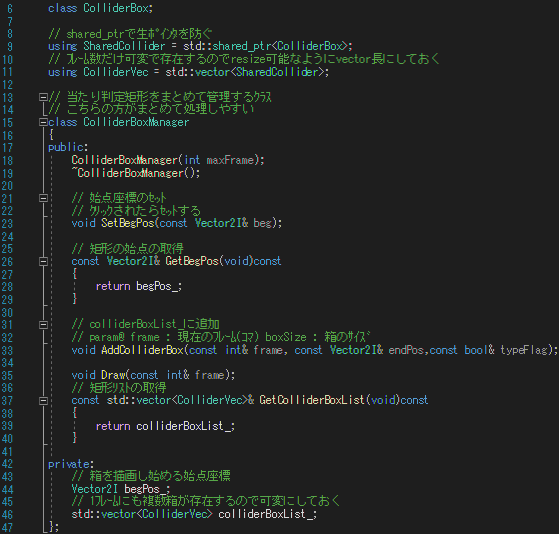 6 class ColliderBox;
7
8 // shared_ptrで生ﾎﾟｲﾝﾀを防ぐ
9 using SharedCollider = std::shared_ptr<ColliderBox>;
10 // ﾌﾚｰﾑ数だけ可変で存在するのでresize可能なようにvector長にしておく
11 using ColliderVec = std::vector<SharedCollider>;
12
13 // 当たり判定矩形をまとめて管理するｸﾗｽ
14 // こちらの方がまとめて処理しやすい
15 class ColliderBoxManager
16 {
17 public:
18 ColliderBoxManager(int maxFrame);
19 ~ColliderBoxManager();
20
21 // 始点座標のｾｯﾄ
22 // ｸﾘｯｸされたらｾｯﾄする
23 void SetBegPos(const Vector2I& beg);
24
25 // 矩形の始点の取得
26 const Vector2I& GetBegPos(void)const
27 {
28 return begPos_;
29 }
30
31 // colliderBoxList_に追加
32 // param@ frame : 現在のﾌﾚｰﾑ(ｺﾏ) boxSize : 箱のｻｲｽﾞ
33 void AddColliderBox(const int& frame, const Vector2I& endPos,const bool& typeFlag);
34
35 void Draw(const int& frame);
36 // 矩形ﾘｽﾄの取得
37 const std::vector<ColliderVec>& GetColliderBoxList(void)const
38 {
39 return colliderBoxList_;
40 }
41
42 private:
43 // 箱を描画し始める始点座標
44 Vector2I begPos_;
45 // 1ﾌﾚｰﾑにも複数箱が存在するので可変にしておく
46 std::vector<ColliderVec> colliderBoxList_;
47 };